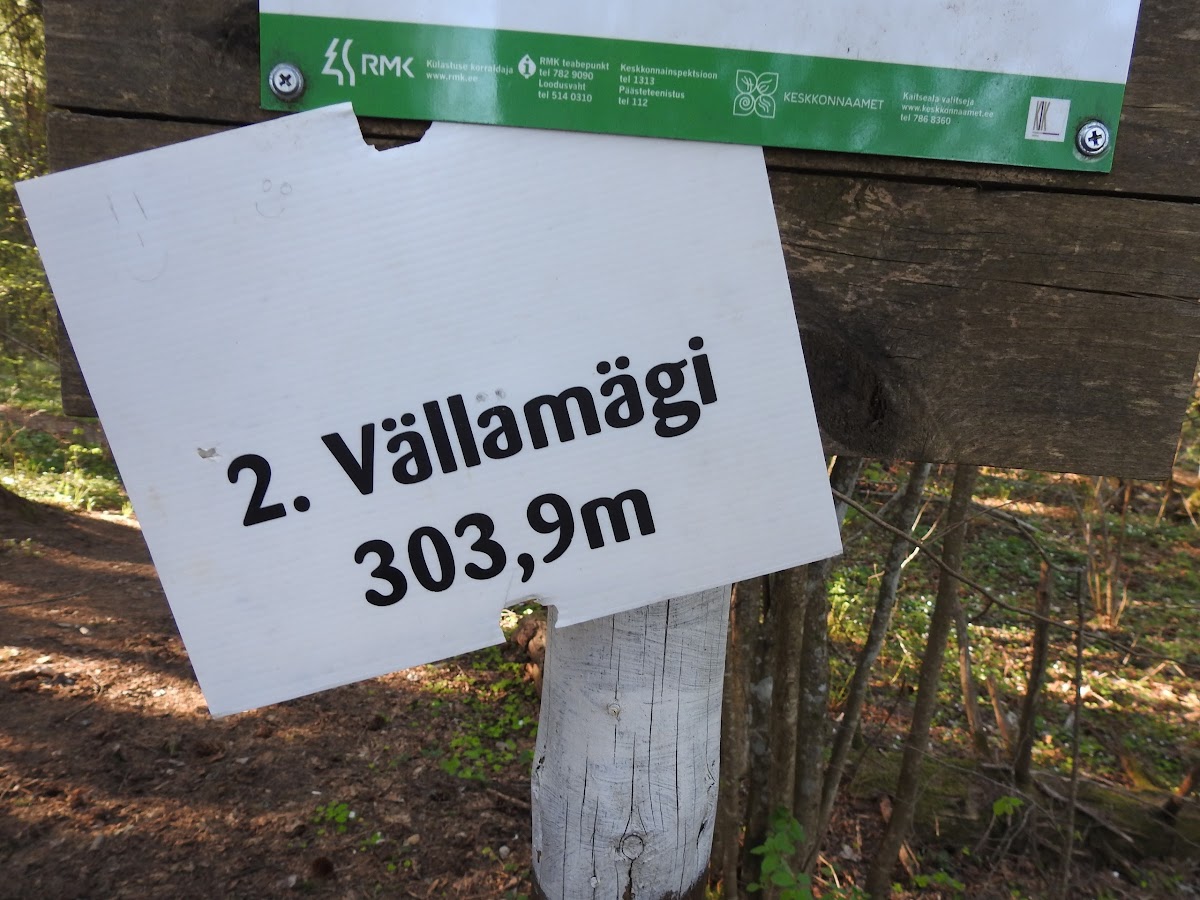 RMK
Külastuse korraldaja
www.rmk.ee
i
RMK teabepunkt
tel 782 9090
Loodusvaht
tel 514 0310
Keskkonnainspektsioon
tel 1313
Päästeteenistus
tel 112
KESKKONNAAMET
Kaitseala valitseja
www.keskkonnaamet.ee
tel 786 8360
2. Vällamägi
303,9m